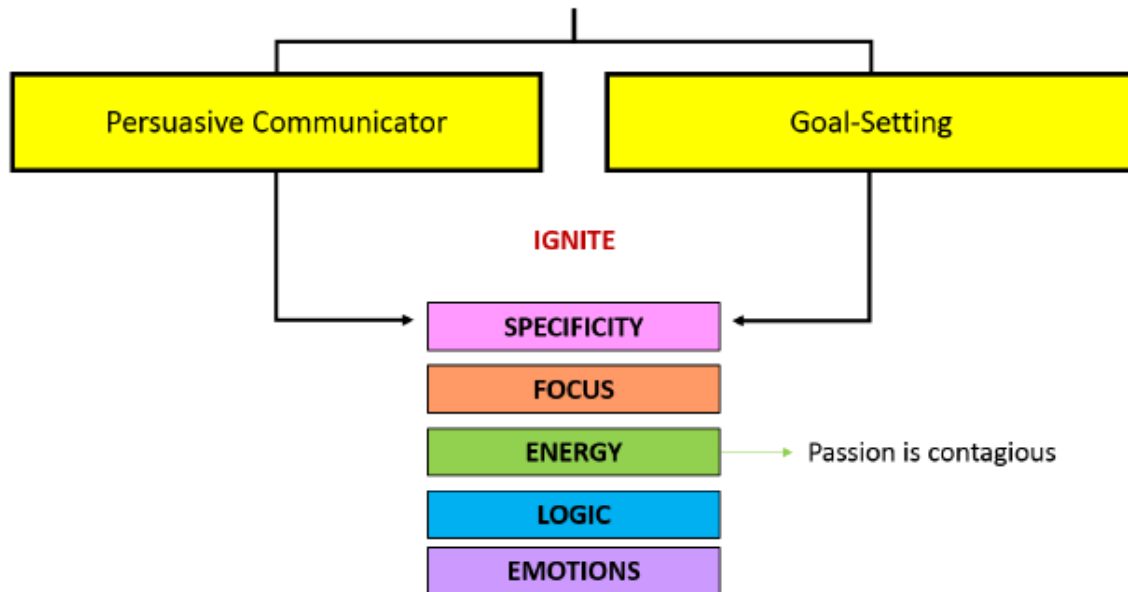 Persuasive Communicator
Goal-Setting
IGNITE
SPECIFICITY
FOCUS
ENERGY
Passion is contagious
LOGIC
EMOTIONS